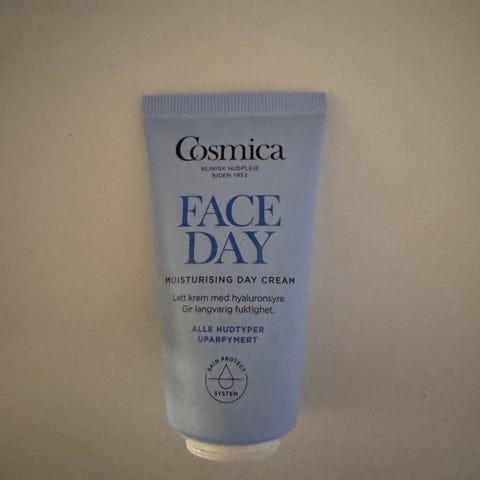 Cosmica
KLINISK HUDPLEIE
SIDEN 1952
FACE
DAY
MOISTURISING DAY CREAM
Lett krem med hyaluronsyre.
Gir langvarig fuktighet.
ALLE HUDTYPER
UPARFYMERT
SKIN PROTECT
SYSTEM